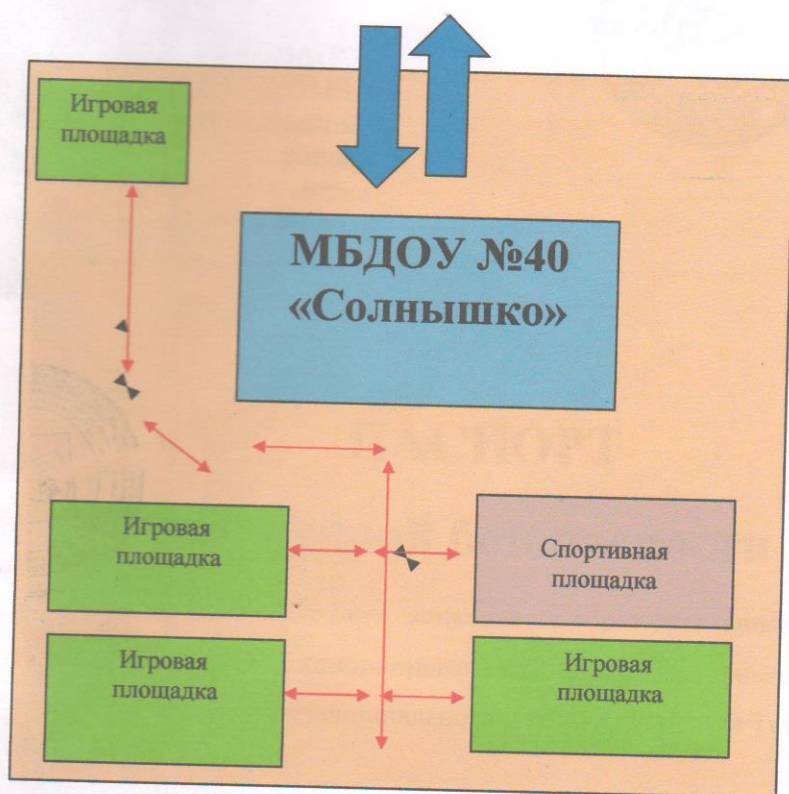 Игровая
площадка
МБДОУ №40
«Солнышко»
Игровая
площадка
Спортивная
площадка
Игровая
площадка
Игровая
площадка